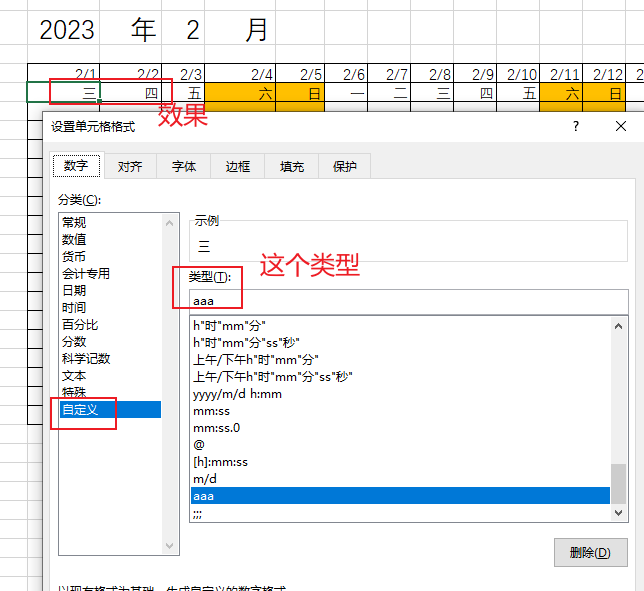 2023 年 2 月
2/1 2/2 2/3 2/4 2/5 2/6 2/7 2/8 2/9 2/10 2/11 2/12 2
三 四 五 六 日 一 二 三 四 五 六 日
效果
设置单元格格式 ? ×
数字 对齐 字体 边框 填充 保护
分类(C):
常规
数值
货币
会计专用
日期
时间
百分比
分数
科学记数
文本
特殊
自定义
示例
三
这个类型
类型(T):
aaa
h"时"mm"分"
h"时"mm"分"ss"秒"
上午/下午h"时"mm"分"
上午/下午h"时"mm"分"ss"秒"
yyyy/m/d h:mm
mm:ss
mm:ss.0
@
[h]:mm:ss
m/d
aaa
;;;
删除(D)
以现有格式为基础，生成自定义的数字格式。